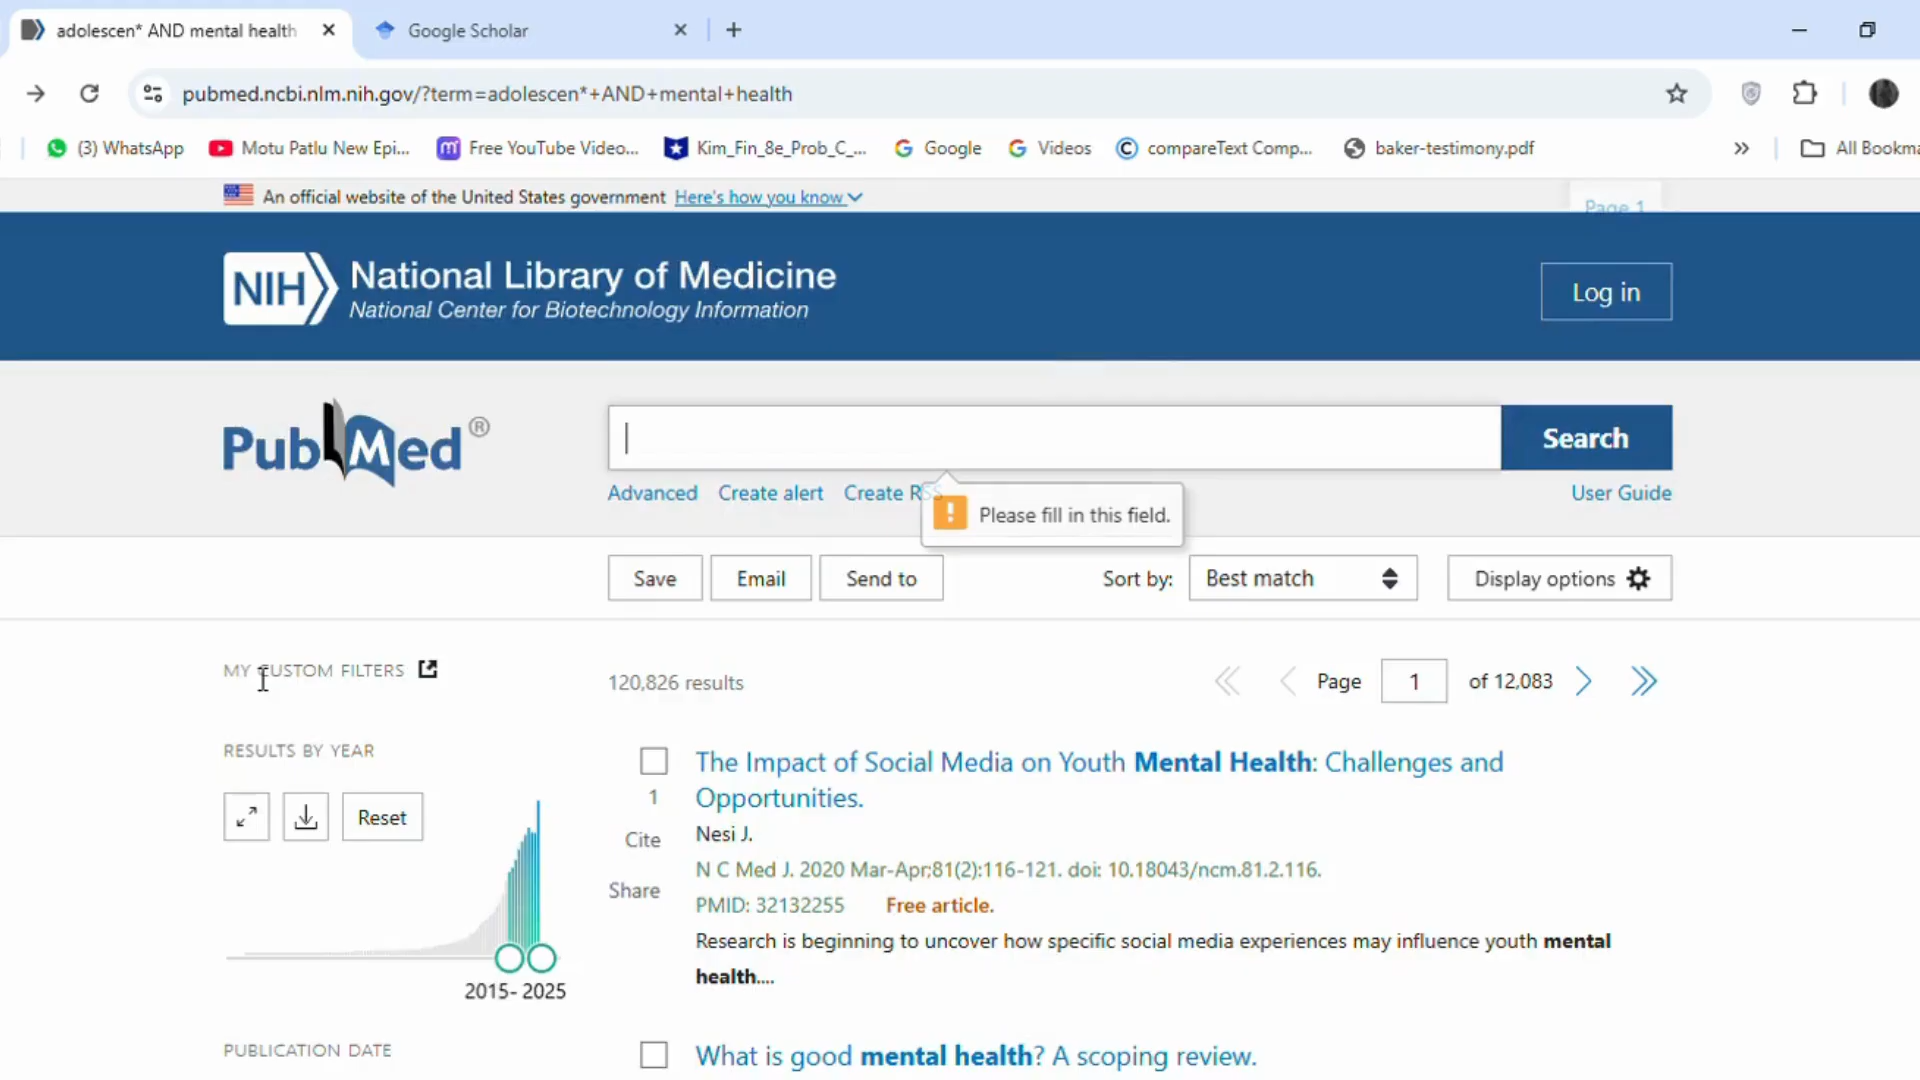 adolescen* AND mental health
Google Scholar
pubmed.ncbi.nlm.nih.gov/?term=adolescen*+AND+mental+health
(3) WhatsApp
Motu Patlu New Epi...
Free YouTube Video...
Kim_Fin_8e_Prob_C_...
Google
Videos
compareText Comp...
baker-testimony.pdf
All Bookma
An official website of the United States government Here's how you know
Page 1
NIH National Library of Medicine
National Center for Biotechnology Information
Log in
PubMed®
Search
Advanced Create alert Create RSS
User Guide
Please fill in this field.
Save Email Send to
Sort by: Best match
Display options
MY CUSTOM FILTERS
120,826 results
Page 1 of 12,083
RESULTS BY YEAR
Reset
2015- 2025
PUBLICATION DATE
The Impact of Social Media on Youth Mental Health: Challenges and
Opportunities.
1
Cite
Share
Nesi J.
N C Med J. 2020 Mar-Apr;81(2):116-121. doi: 10.18043/ncm.81.2.116.
PMID: 32132255 Free article.
Research is beginning to uncover how specific social media experiences may influence youth mental
health....
What is good mental health? A scoping review.